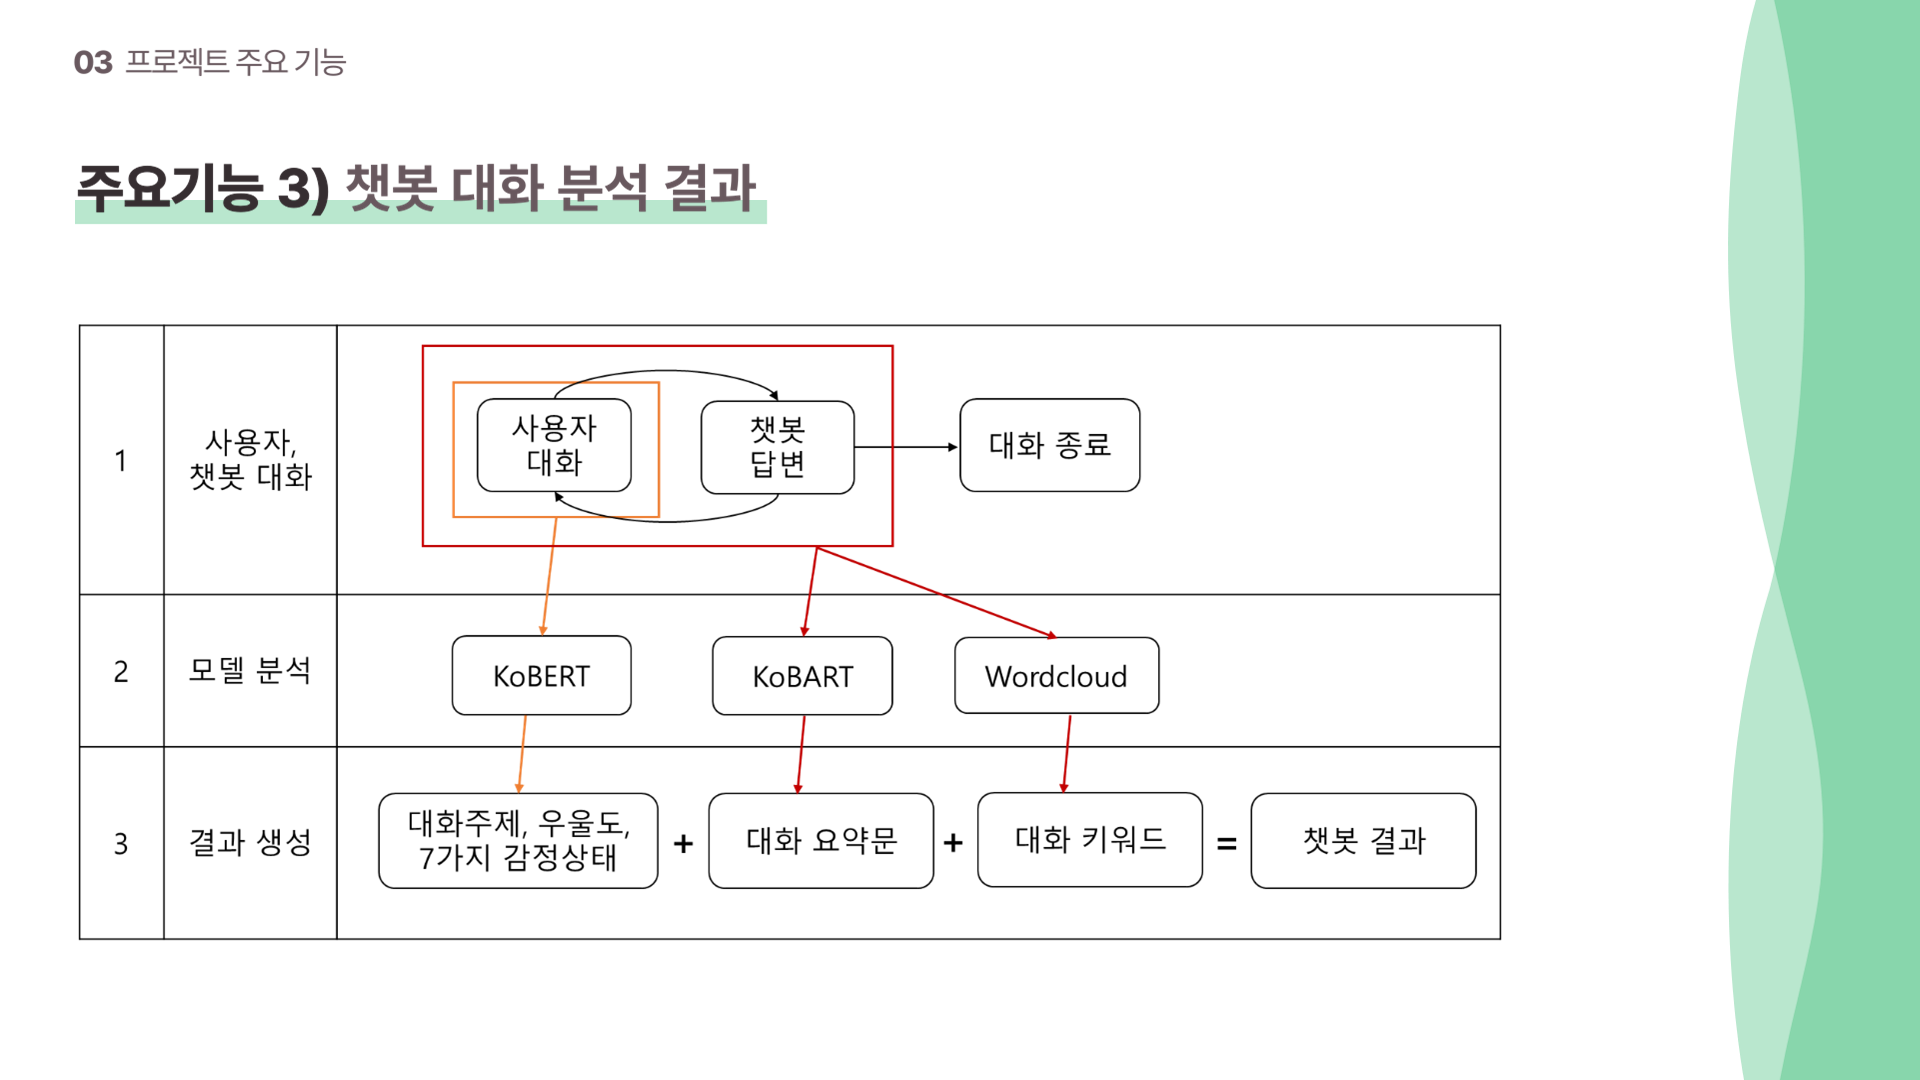 03 프로젝트 주요 기능
주요기능 3) 챗봇 대화 분석 결과
1
사용자,
챗봇 대화
사용자
대화
챗봇
답변
대화 종료
2
모델 분석
KoBERT
KoBART
Wordcloud
3
결과 생성
대화주제, 우울도,
7가지 감정상태
+
대화 요약문
+
대화 키워드
=
챗봇 결과